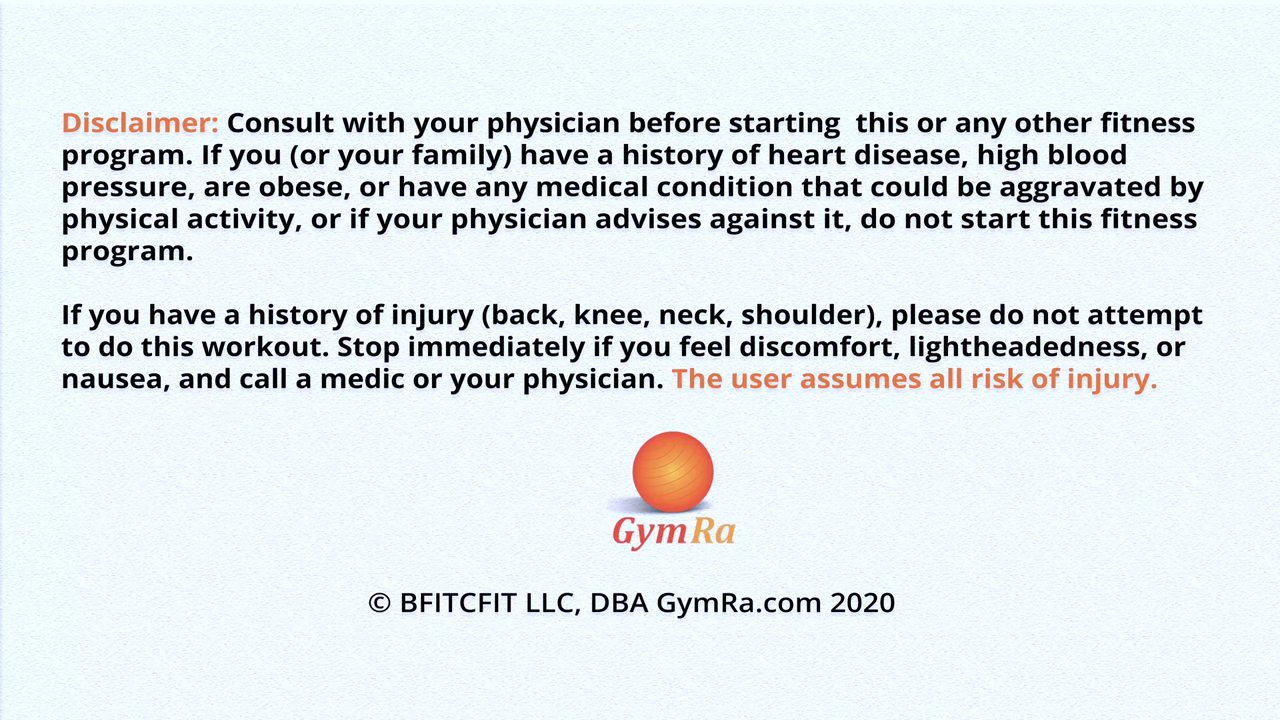 Disclaimer: Consult with your physician before starting  this or any other fitness
program. If you (or your family) have a history of heart disease, high blood
pressure, are obese, or have any medical condition that could be aggravated by
physical activity, or if your physician advises against it, do not start this fitness
program.
If you have a history of injury (back, knee, neck, shoulder), please do not attempt
to do this workout. Stop immediately if you feel discomfort, lightheadedness, or
nausea, and call a medic or your physician. The user assumes all risk of injury.
GymRa
© BFITCFIT LLC, DBA GymRa.com 2020